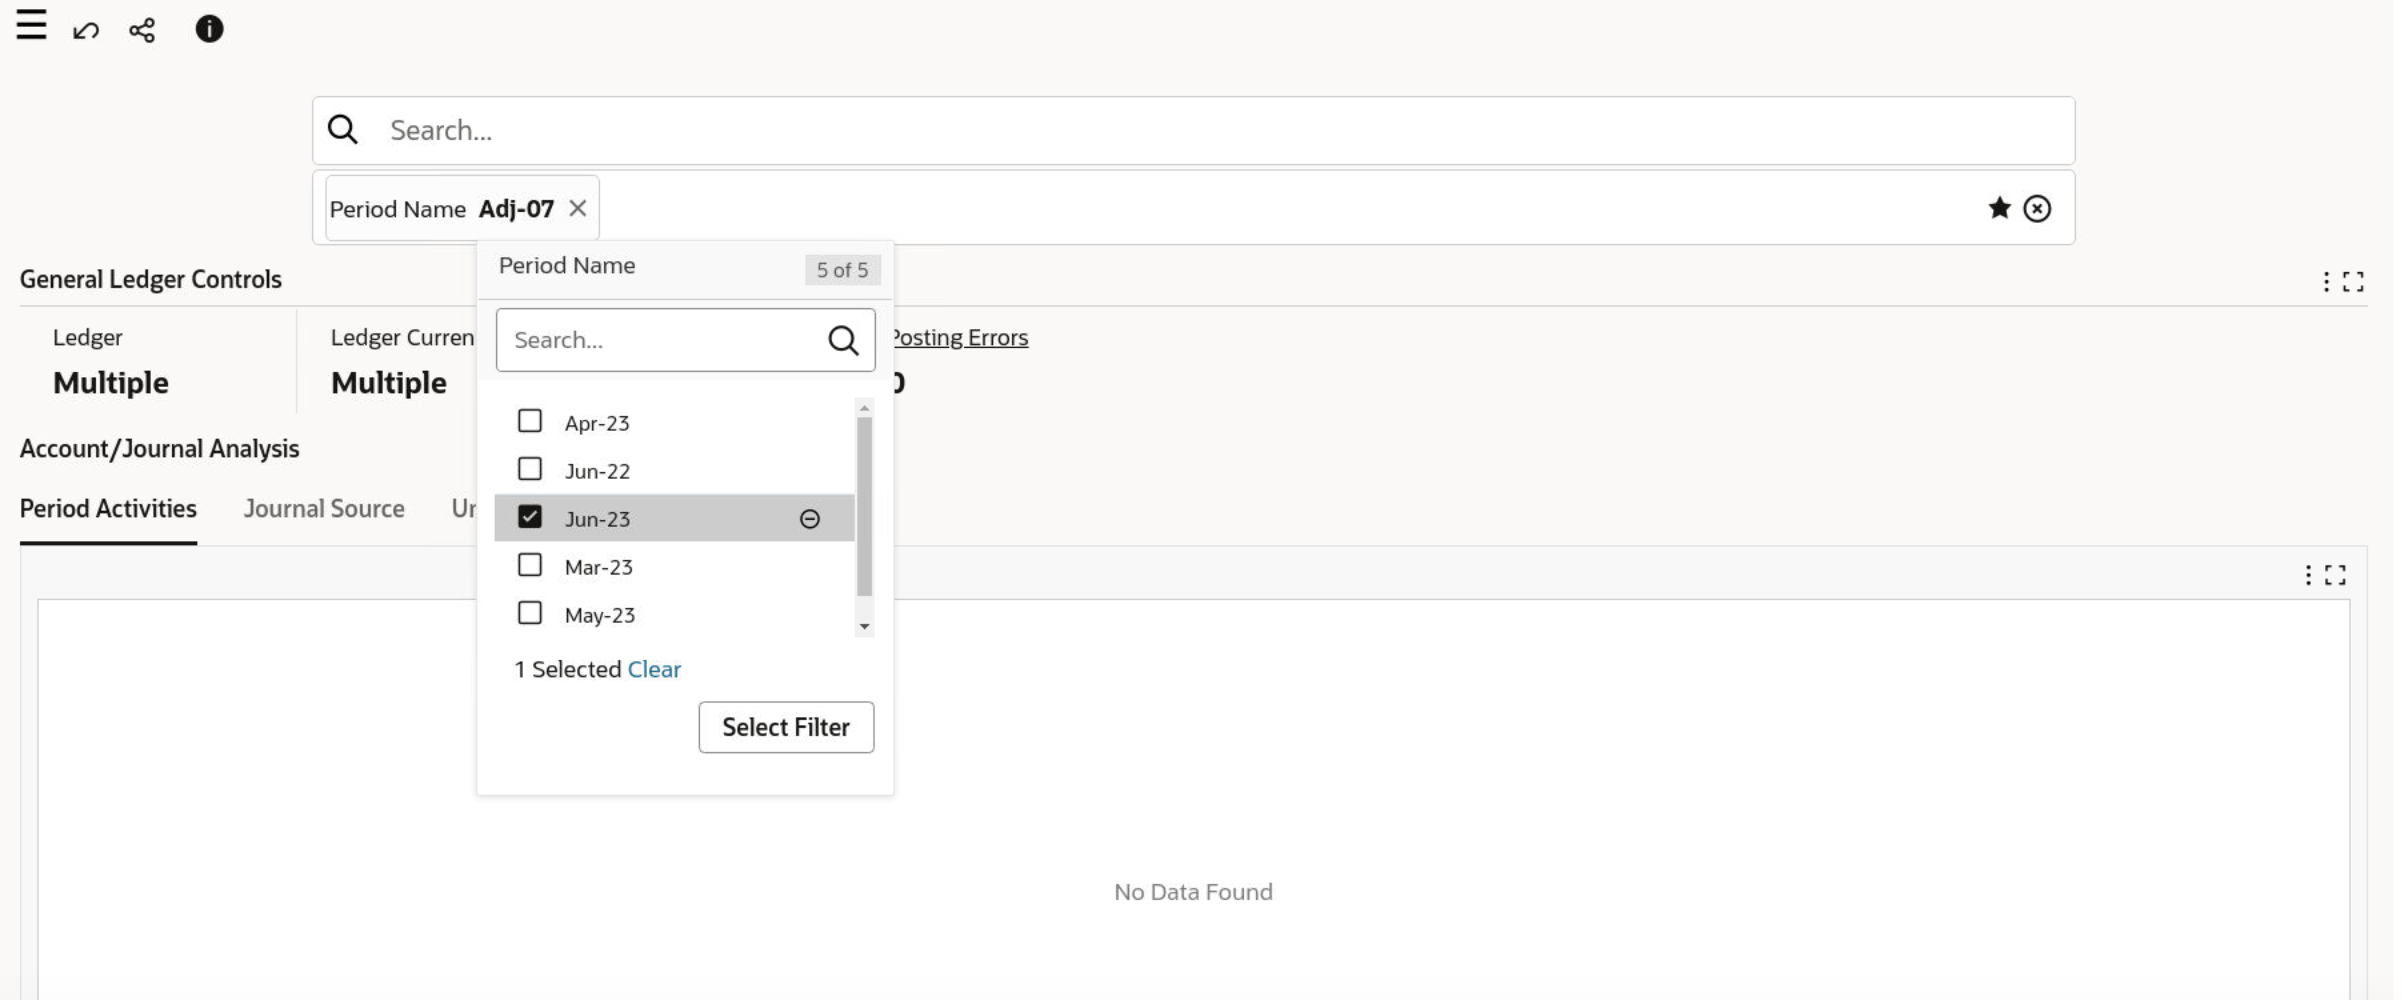 Search...
Period Name Adj-07
Period Name 5 of 5
General Ledger Controls
Search...
Ledger
Ledger Curren
Posting Errors
Multiple
Multiple
0
Apr-23
Account/Journal Analysis
Jun-22
Period Activities
Journal Source
Un
Jun-23
Mar-23
May-23
1 Selected Clear
Select Filter
No Data Found